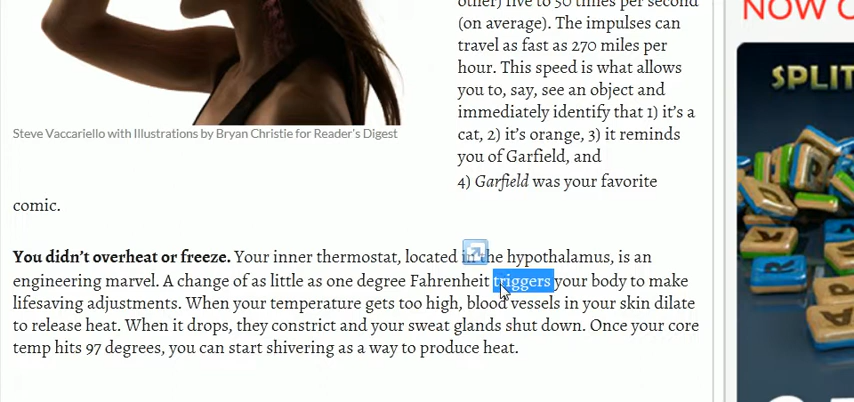 other) five to 50 times per second
(on average). The impulses can
travel as fast as 270 miles per
hour. This speed is what allows
you to, say, see an object and
immediately identify that 1) it's a
cat, 2) it's orange, 3) it reminds
you of Garfield, and
4) Garfield was your favorite
comic.
Steve Vaccariello with Illustrations by Bryan Christie for Reader's Digest
You didn't overheat or freeze. Your inner thermostat, located in the hypothalamus, is an
engineering marvel. A change of as little as one degree Fahrenheit triggers your body to make
lifesaving adjustments. When your temperature gets too high, blood vessels in your skin dilate
to release heat. When it drops, they constrict and your sweat glands shut down. Once your core
temp hits 97 degrees, you can start shivering as a way to produce heat.
NOW
SPLIT